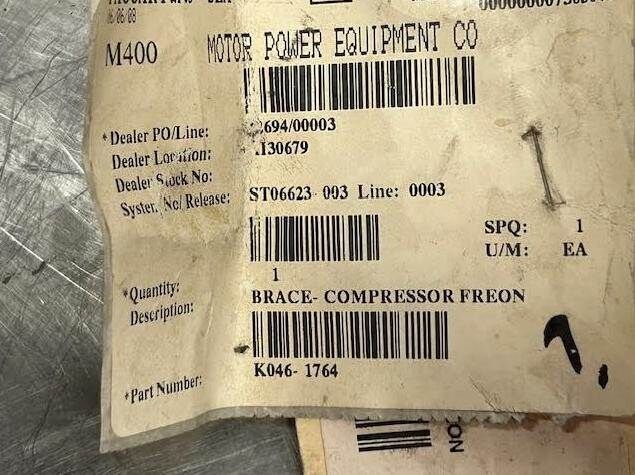 M400 MOTOR POWER EQUIPMENT CO
*Dealer PO/Line: 694/00003
Dealer Location: 130679
Dealer Stock No:
System No/Release: ST06623-003 Line: 0003
SPQ: 1
U/M: EA
*Quantity: 1
Description: BRACE- COMPRESSOR FREON
*Part Number: K046- 1764